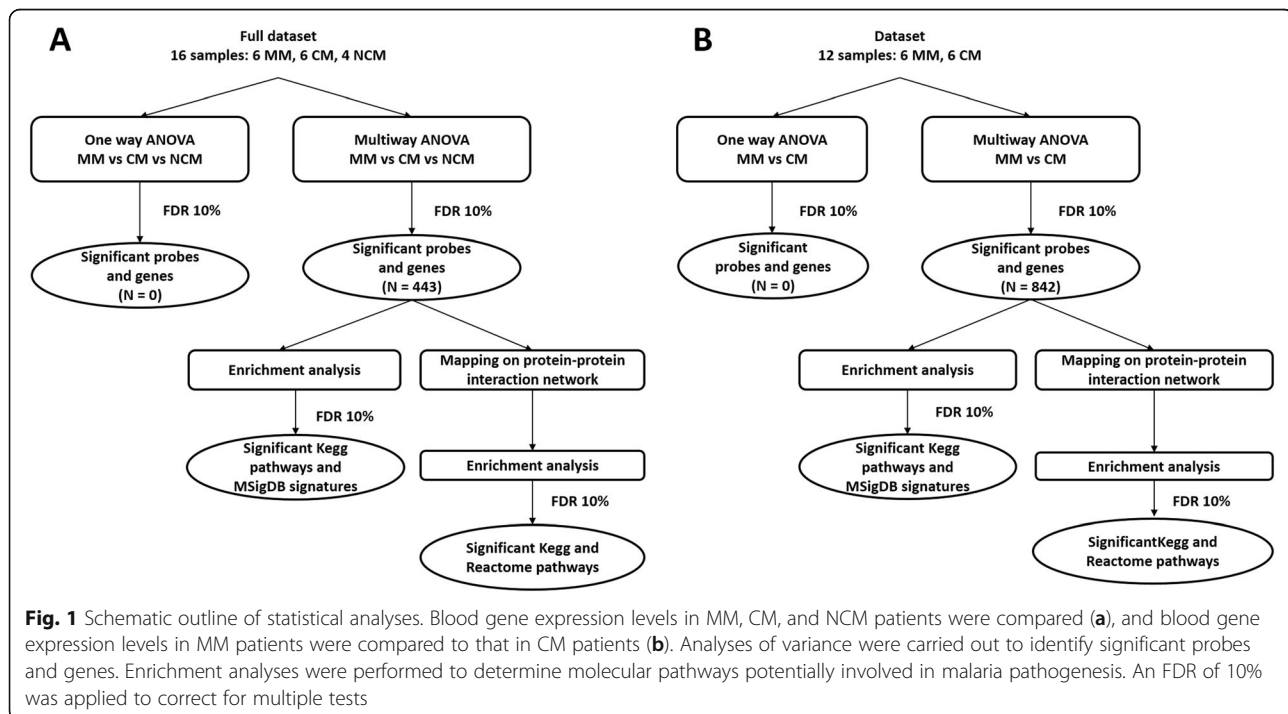 A
Full dataset
16 samples: 6 MM, 6 CM, 4 NCM
One way ANOVA
MM vs CM vs NCM
Multiway ANOVA
MM vs CM vs NCM
FDR 10%
FDR 10%
Significant probes
and genes
(N = 0)
Significant probes
and genes
(N = 443)
Enrichment analysis
Mapping on protein-protein
interaction network
FDR 10%
Significant Kegg
pathways and
MSigDB signatures
Enrichment analysis
FDR 10%
Significant Kegg and
Reactome pathways
B
Dataset
12 samples: 6 MM, 6 CM
One way ANOVA
MM vs CM
Multiway ANOVA
MM vs CM
FDR 10%
FDR 10%
Significant
probes and genes
(N = 0)
Significant probes
and genes
(N = 842)
Enrichment analysis
Mapping on protein-protein
interaction network
FDR 10%
Significant Kegg
pathways and
MSigDB signatures
Enrichment analysis
FDR 10%
SignificantKegg and
Reactome pathways
Fig. 1 Schematic outline of statistical analyses. Blood gene expression levels in MM, CM, and NCM patients were compared (a), and blood gene
expression levels in MM patients were compared to that in CM patients (b). Analyses of variance were carried out to identify significant probes
and genes. Enrichment analyses were performed to determine molecular pathways potentially involved in malaria pathogenesis. An FDR of 10%
was applied to correct for multiple tests